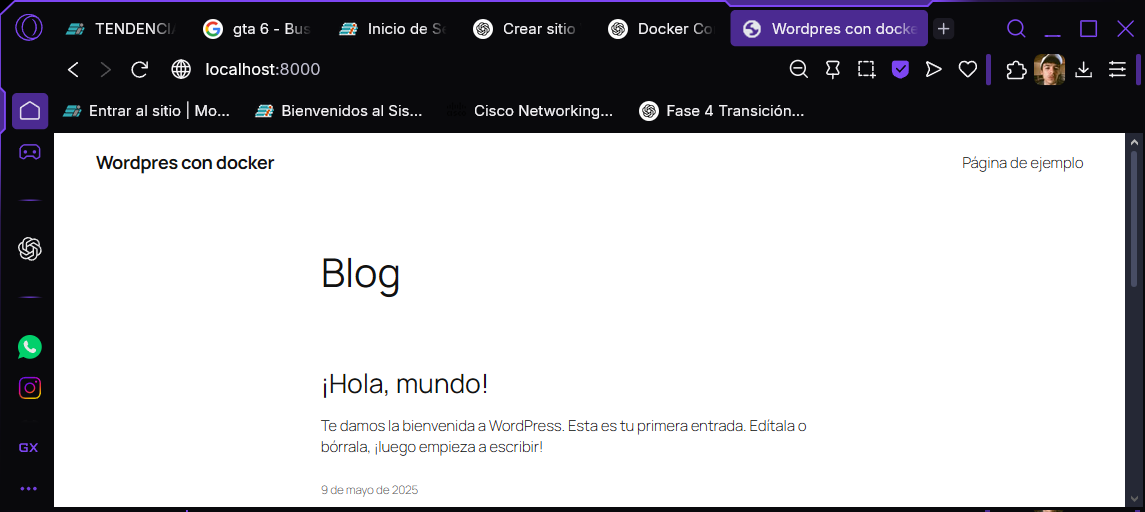 TENDENCIA
gta 6 - Bus
Inicio de Se
Crear sitio
Docker Co
Wordpres con docke
localhost:8000
Entrar al sitio | Mo...
Bienvenidos al Sis...
Cisco Networking...
Fase 4 Transición...
Wordpres con docker
Página de ejemplo
Blog
¡Hola, mundo!
Te damos la bienvenida a WordPress. Esta es tu primera entrada. Edítala o
bórrala, ¡luego empieza a escribir!
9 de mayo de 2025
GX